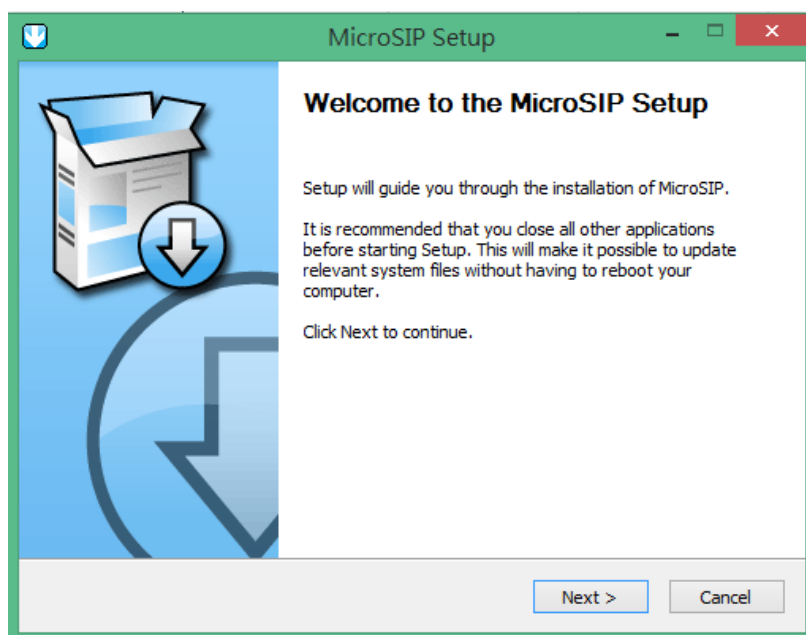 MicroSIP Setup
Welcome to the MicroSIP Setup
Setup will guide you through the installation of MicroSIP.
It is recommended that you close all other applications
before starting Setup. This will make it possible to update
relevant system files without having to reboot your
computer.
Click Next to continue.
Next >
Cancel